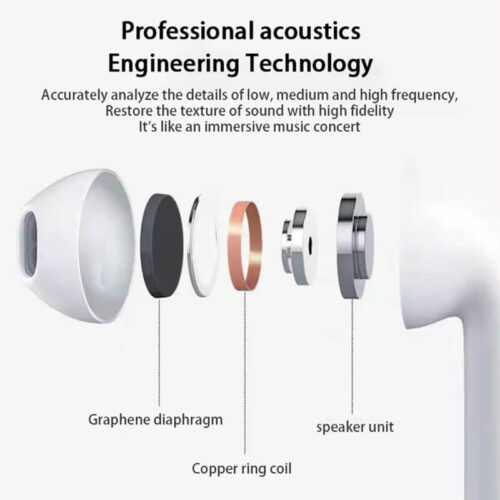 Professional acoustics
Engineering Technology
Accurately analyze the details of low, medium and high frequency,
Restore the texture of sound with high fidelity
It's like an immersive music concert
Graphene diaphragm
speaker unit
Copper ring coil